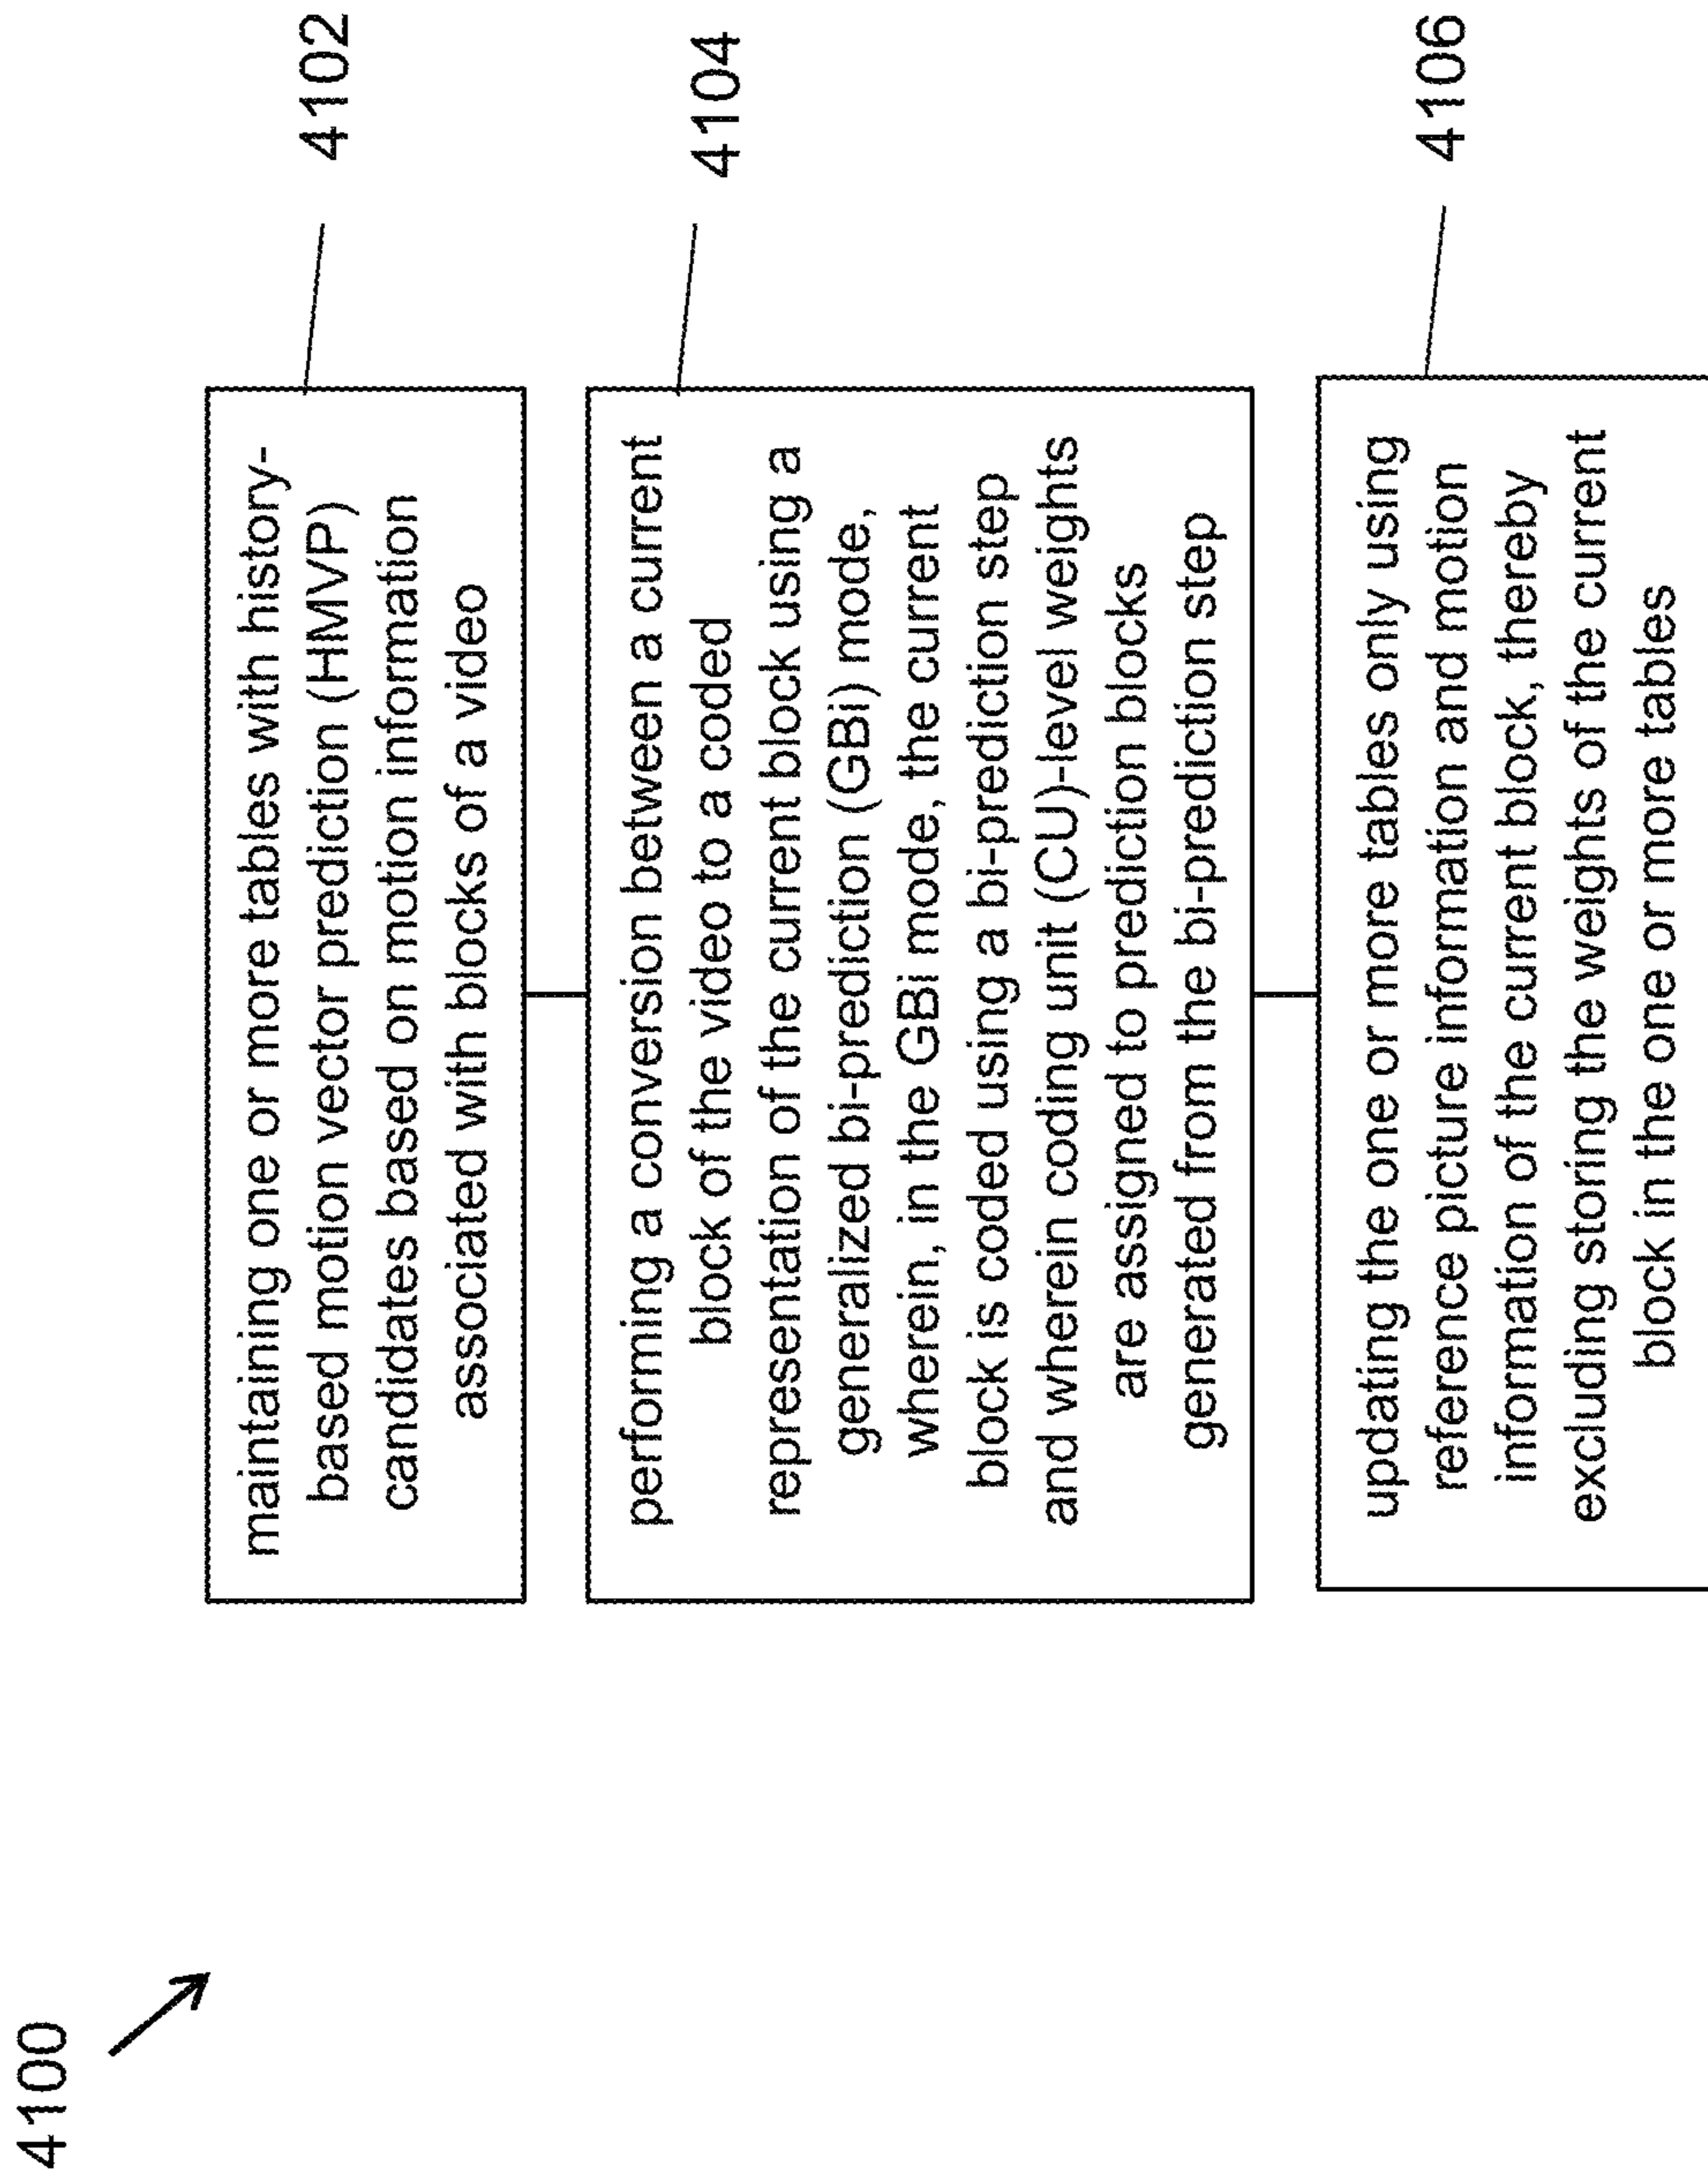 4100
maintaining one or more tables with history-
based motion vector prediction (HMVP)
candidates based on motion information
associated with blocks of a video
4102
performing a conversion between a current
block of the video to a coded
representation of the current block using a
generalized bi-prediction (GBi) mode,
wherein, in the GBi mode, the current
block is coded using a bi-prediction step
and wherein coding unit (CU)-level weights
are assigned to prediction blocks
generated from the bi-prediction step
4104
updating the one or more tables only using
reference picture information and motion
information of the current block, thereby
excluding storing the weights of the current
block in the one or more tables
4106